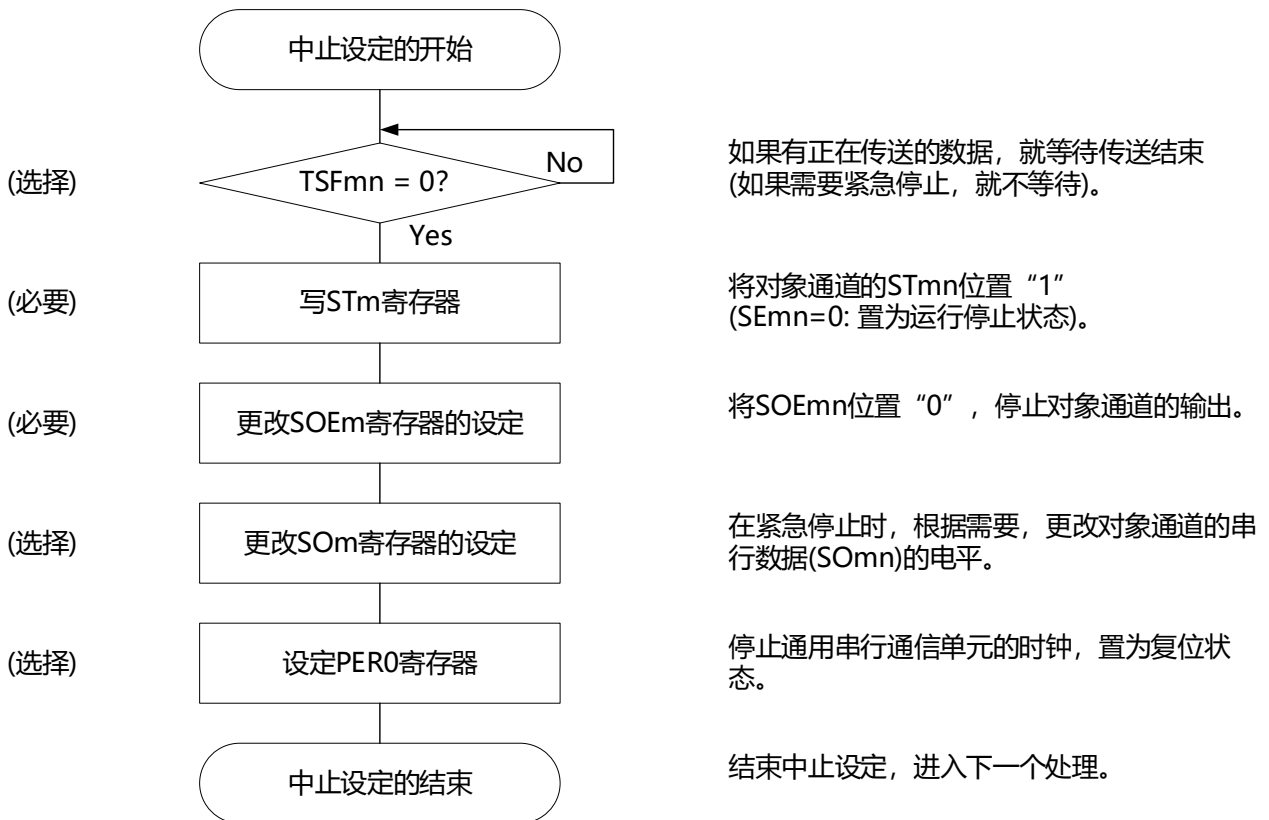 中止设定的开始
(选择)
TSFmn = 0?
No
如果有正在传送的数据，就等待传送结束
(如果需要紧急停止，就不等待)。
Yes
(必要)
写STm寄存器
将对象通道的STmn位置“1”
(SEmn=0: 置为运行停止状态)。
(必要)
更改SOEm寄存器的设定
将SOEmn位置“0”，停止对象通道的输出。
(选择)
更改SOm寄存器的设定
在紧急停止时，根据需要，更改对象通道的串
行数据(SOmn)的电平。
(选择)
设定PER0寄存器
停止通用串行通信单元的时钟，置为复位状
态。
中止设定的结束
结束中止设定，进入下一个处理。